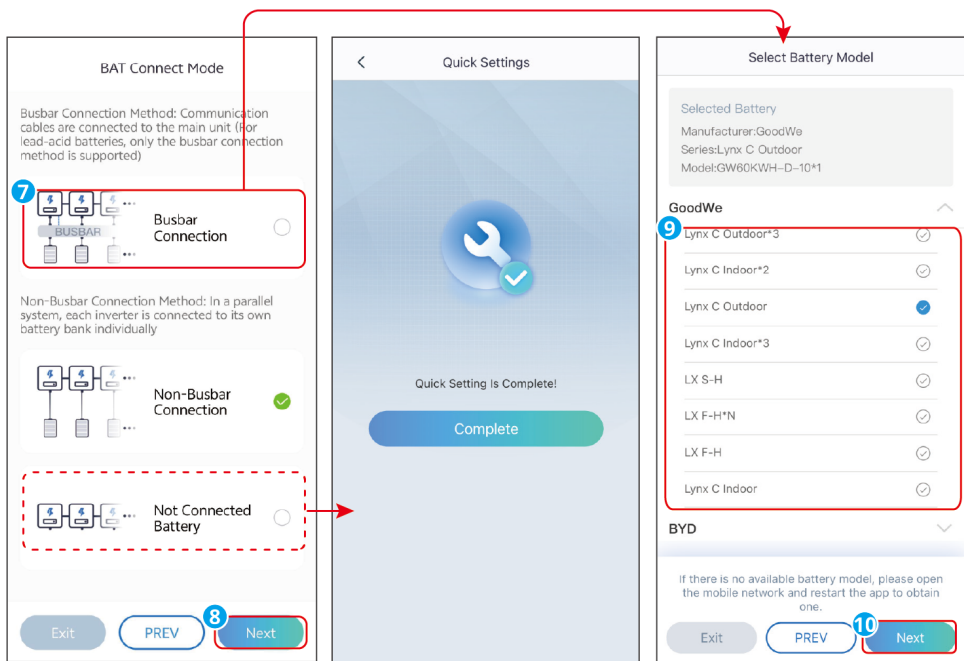 BAT Connect Mode
Busbar Connection Method: Communication
cables are connected to the main unit (For
lead-acid batteries, only the busbar connection
method is supported)
7
BUSBAR
Busbar
Connection
Non-Busbar Connection Method: In a parallel
system, each inverter is connected to its own
battery bank individually
Non-Busbar
Connection
Not Connected
Battery
8
Exit
PREV
Next
Quick Settings
Quick Setting Is Complete!
Complete
Select Battery Model
Selected Battery
Manufacturer:GoodWe
Series:Lynx C Outdoor
Model:GW60KWH-D-10*1
GoodWe
9
Lynx C Outdoor*3
Lynx C Indoor*2
Lynx C Outdoor
Lynx C Indoor*3
LX S-H
LX F-H*N
LX F-H
Lynx C Indoor
BYD
If there is no available battery model, please open
the mobile network and restart the app to obtain
one.
10
Exit
PREV
Next